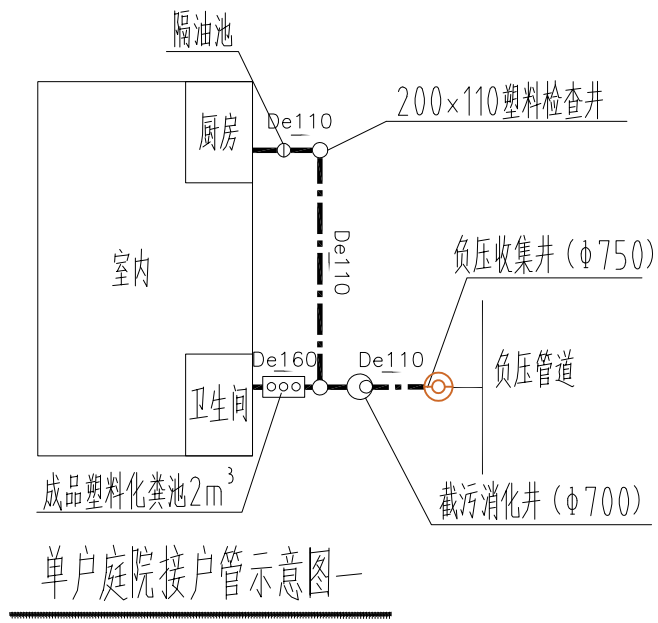 隔油池
200×110塑料检查井
厨房
De110
De110
室内
负压收集井（Φ750）
De160
De110
负压管道
卫生间
成品塑料化粪池2m³
截污消化井（Φ700）
单户庭院接户管示意图一